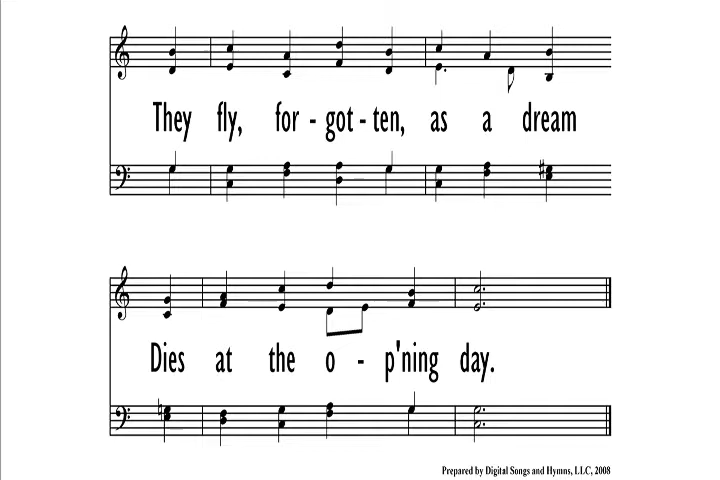 They fly, for - got - ten, as a dream
Dies at the o - p'ning day.
Prepared by Digital Songs and Hymns, LLC, 2008